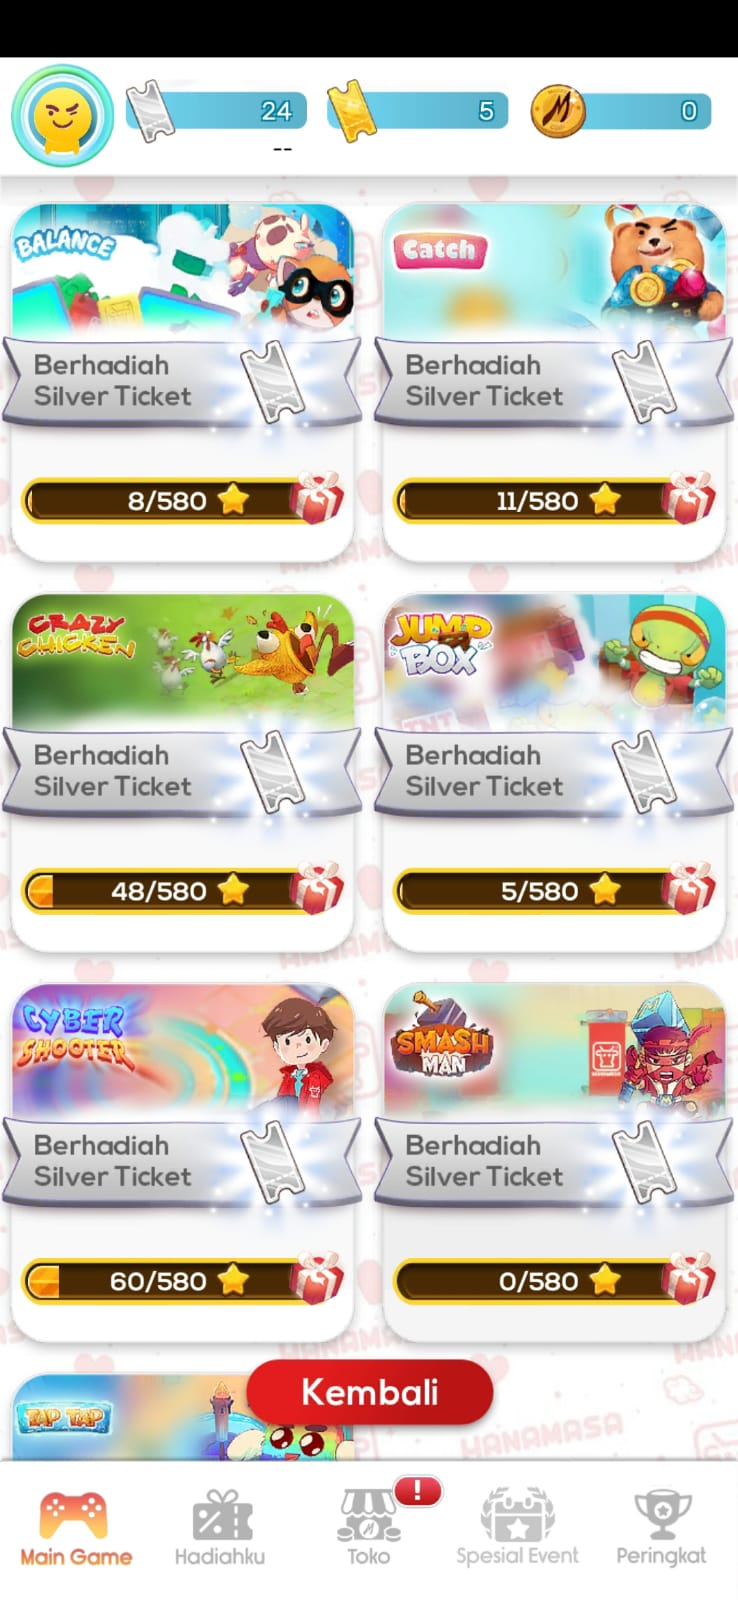 24
5
0
--
BALANCE
Catch
Berhadiah
Silver Ticket
Berhadiah
Silver Ticket
8/580
11/580
CRAZY
CHICKEN
JUMP
BOX
TNT
Berhadiah
Silver Ticket
Berhadiah
Silver Ticket
48/580
5/580
CYBER
SHOOTER
SMASH
MAN
Berhadiah
Silver Ticket
Berhadiah
Silver Ticket
60/580
0/580
TAP TAP
Kembali
HANAMASA
!
Main Game
Hadiahku
Toko
Spesial Event
Peringkat